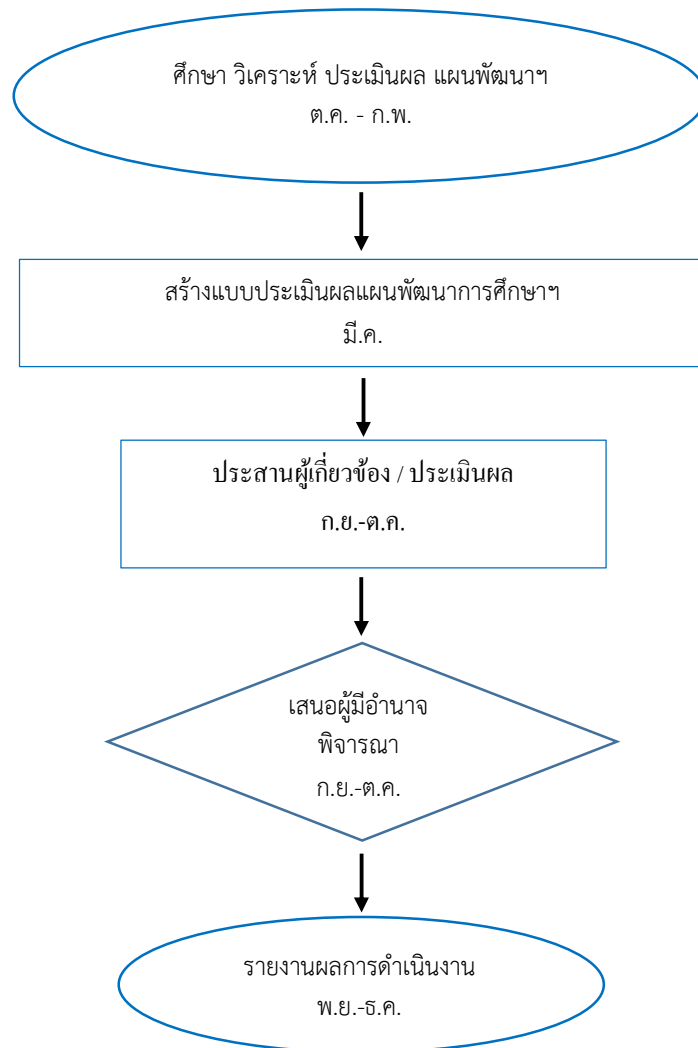 ศึกษา วิเคราะห์ ประเมินผล แผนพัฒนาฯ
ต.ค. - ก.พ.
สร้างแบบประเมินผลแผนพัฒนาการศึกษาฯ
มี.ค.
ประสานผู้เกี่ยวข้อง / ประเมินผล
ก.ย.-ต.ค.
เสนอผู้มีอำนาจ
พิจารณา
ก.ย.-ต.ค.
รายงานผลการดำเนินงาน
พ.ย.-ธ.ค.